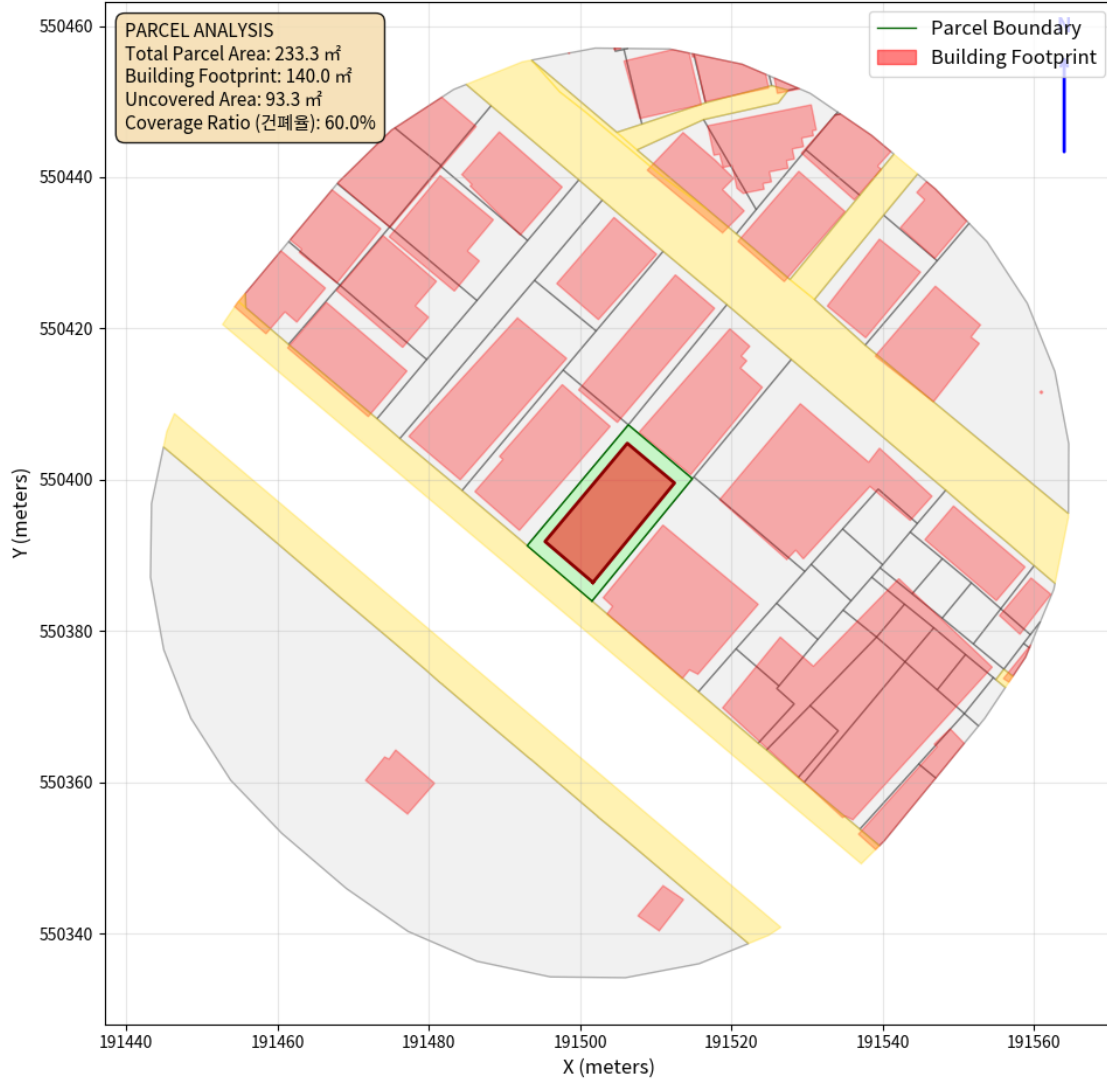 PARCEL ANALYSIS
Total Parcel Area: 233.3 ㎡
Building Footprint: 140.0 ㎡
Uncovered Area: 93.3 ㎡
Coverage Ratio (건폐율): 60.0%
Parcel Boundary
Building Footprint
N
550460
550440
550420
550400
550380
550360
550340
Y (meters)
191440
191460
191480
191500
191520
191540
191560
X (meters)